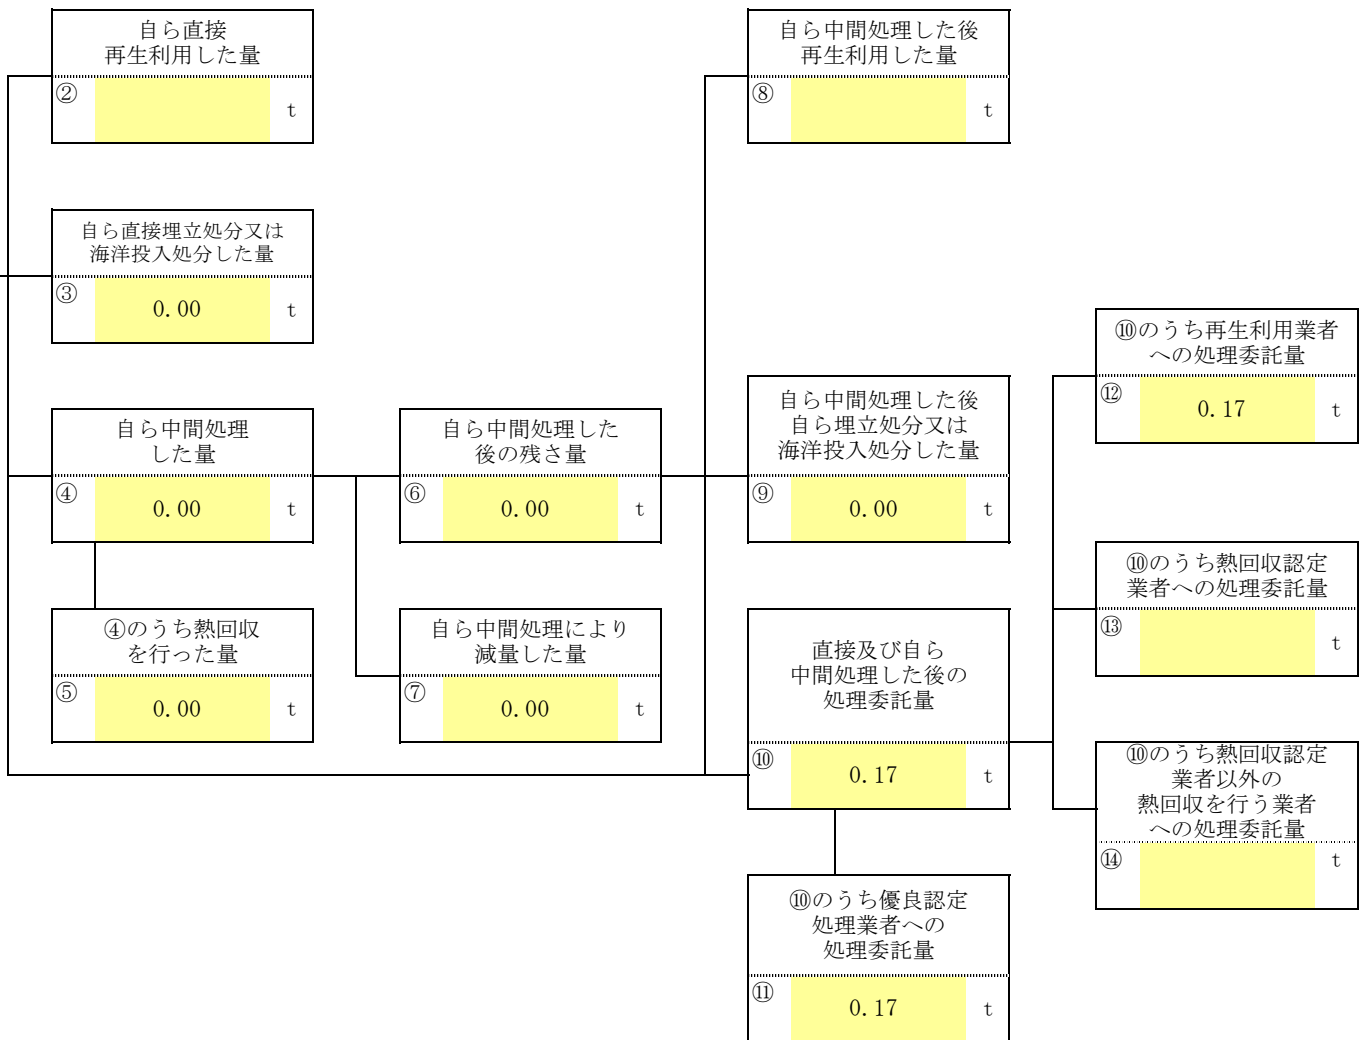 自ら直接
再生利用した量
②
t
自ら直接埋立処分又は
海洋投入処分した量
③
0.00
t
自ら中間処理
した量
④
0.00
t
④のうち熱回収
を行った量
⑤
0.00
t
自ら中間処理した
後の残さ量
⑥
0.00
t
自ら中間処理により
減量した量
⑦
0.00
t
自ら中間処理した後
再生利用した量
⑧
t
自ら中間処理した後
自ら埋立処分又は
海洋投入処分した量
⑨
0.00
t
直接及び自ら
中間処理した後の
処理委託量
⑩
0.17
t
⑩のうち優良認定
処理業者への
処理委託量
⑪
0.17
t
⑩のうち再生利用業者
への処理委託量
⑫
0.17
t
⑩のうち熱回収認定
業者への処理委託量
⑬
t
⑩のうち熱回収認定
業者以外の
熱回収を行う業者
への処理委託量
⑭
t